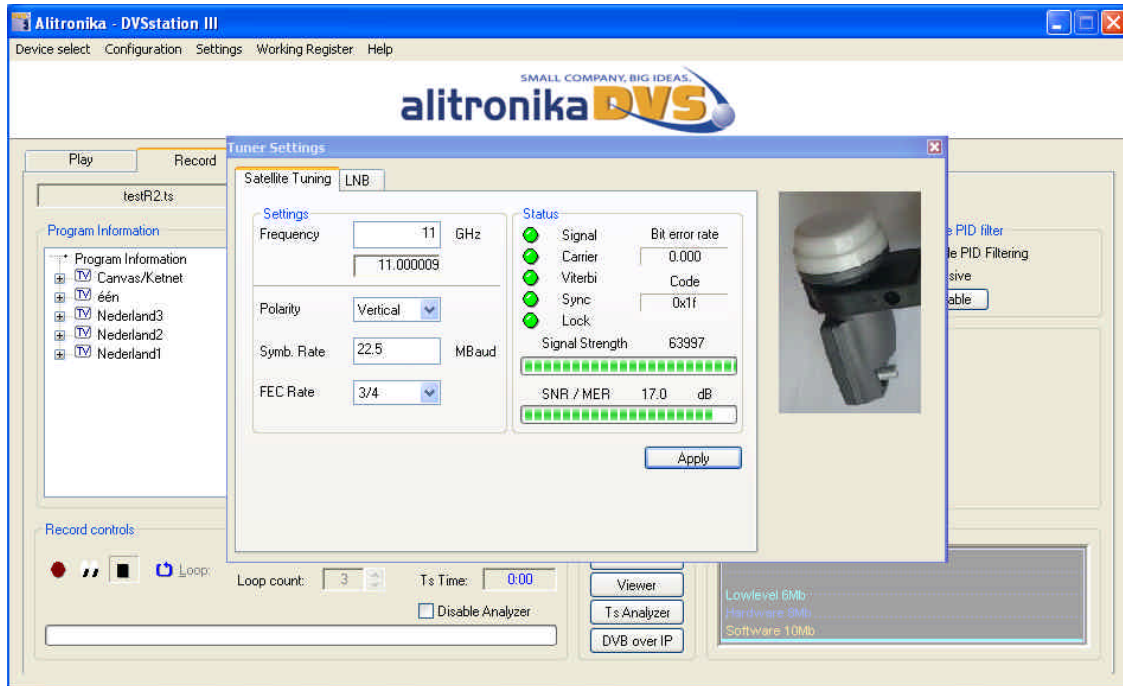 Alitronika - DVSstation III
Device select Configuration Settings Working Register Help
SMALL COMPANY, BIG IDEAS.
alitronika DVS
Play Record
testR2.ts
Program Information
Program Information
Canvas/Ketnet
één
Nederland3
Nederland2
Nederland1
Tuner Settings
Satellite Tuning LNB
Settings
Frequency 11 GHz
11.000009
Polarity Vertical
Symb. Rate 22.5 MBaud
FEC Rate 3/4
Status
Signal Bit error rate
Carrier 0.000
Viterbi Code
Sync 0x1f
Lock
Signal Strength 63997
SNR / MER 17.0 dB
Apply
PID filter
PID Filtering
Record controls
Loop:
Loop count: 3 Ts Time: 0:00
Disable Analyzer
Viewer
Ts Analyzer
DVB over IP
Lowlevel 6Mb
Hardware 8Mb
Software 10Mb